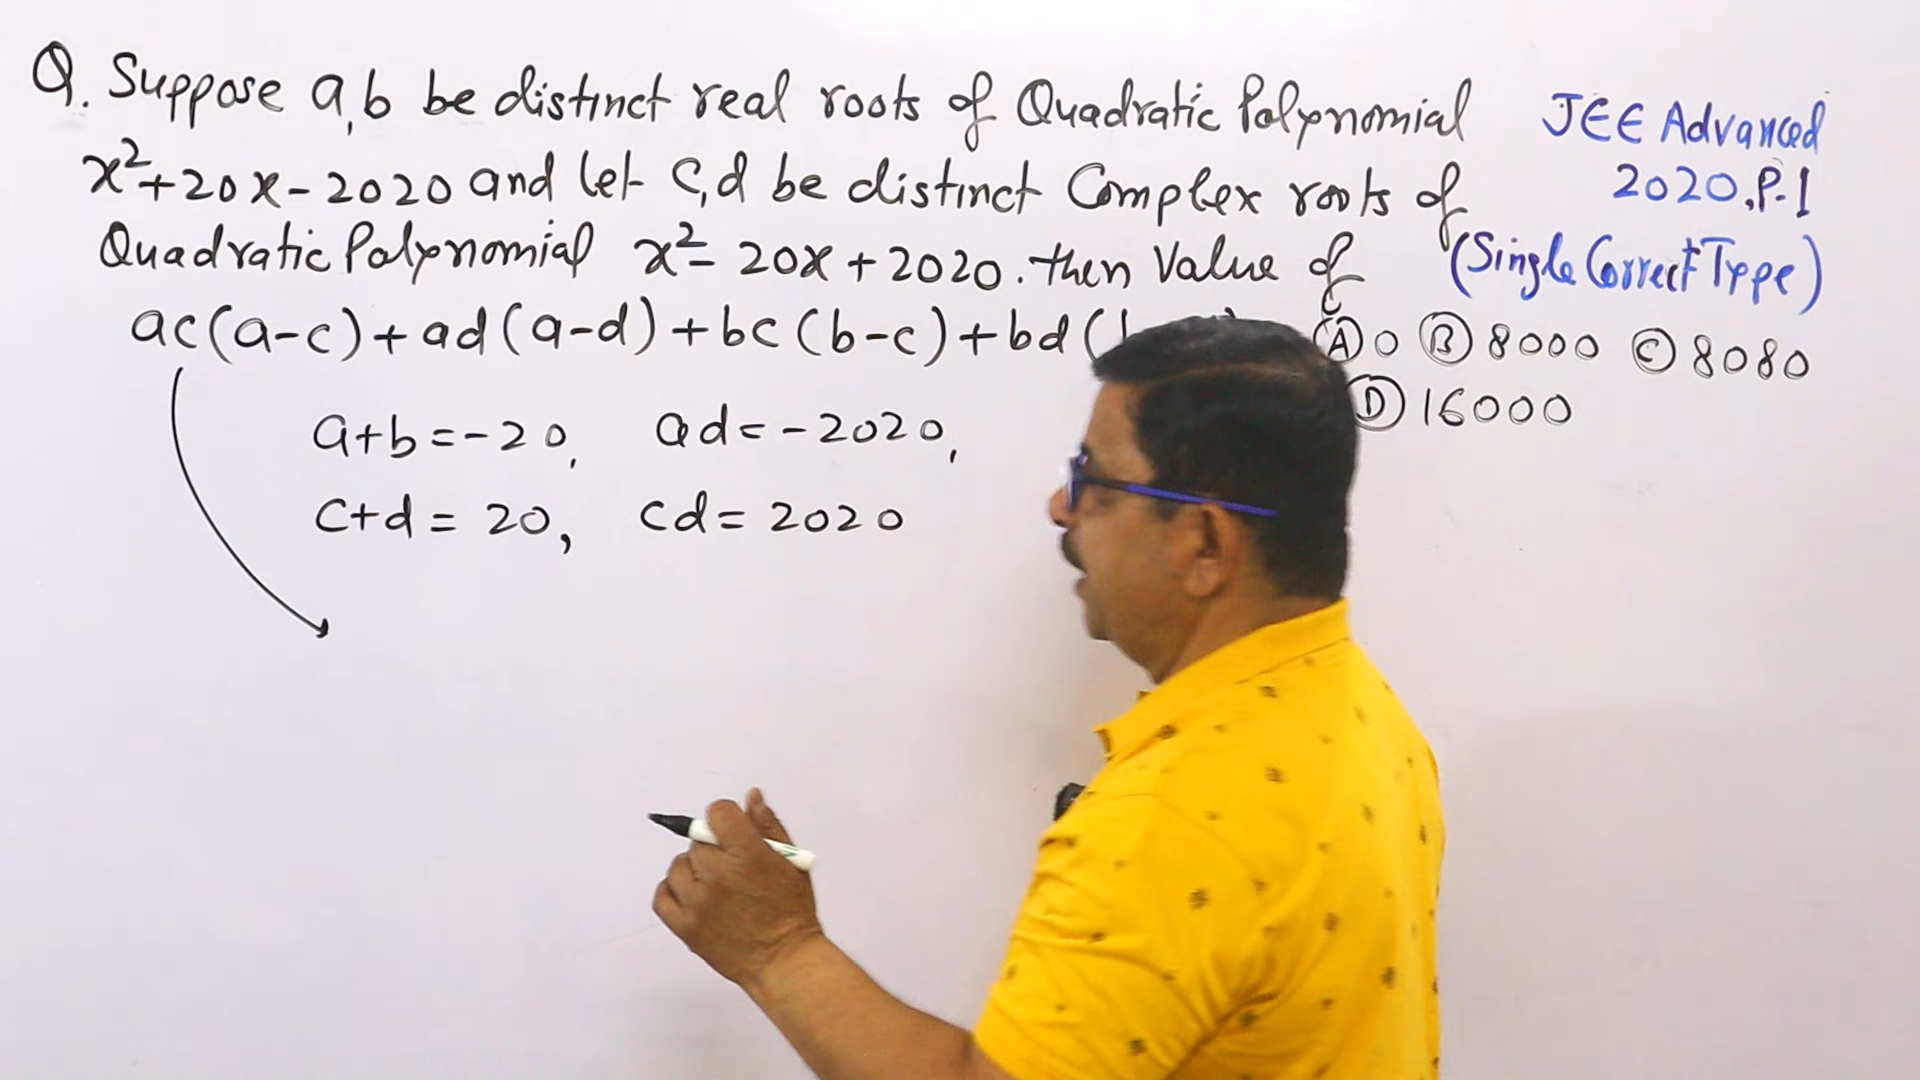 Q. Suppose a, b be distinct real roots of Quadratic Polynomial
x²+20x-2020 and let c,d be distinct Complex roots of
Quadratic Polynomial x²-20x+2020. then Value of
ac(a-c)+ad(a-d)+bc(b-c)+bd(
JEE Advanced
2020, P-1
(Single Correct Type)
(A) 0 (B) 8000 (C) 8080
(D) 16000
a+b=-20, ad=-2020,
c+d=20, cd=2020